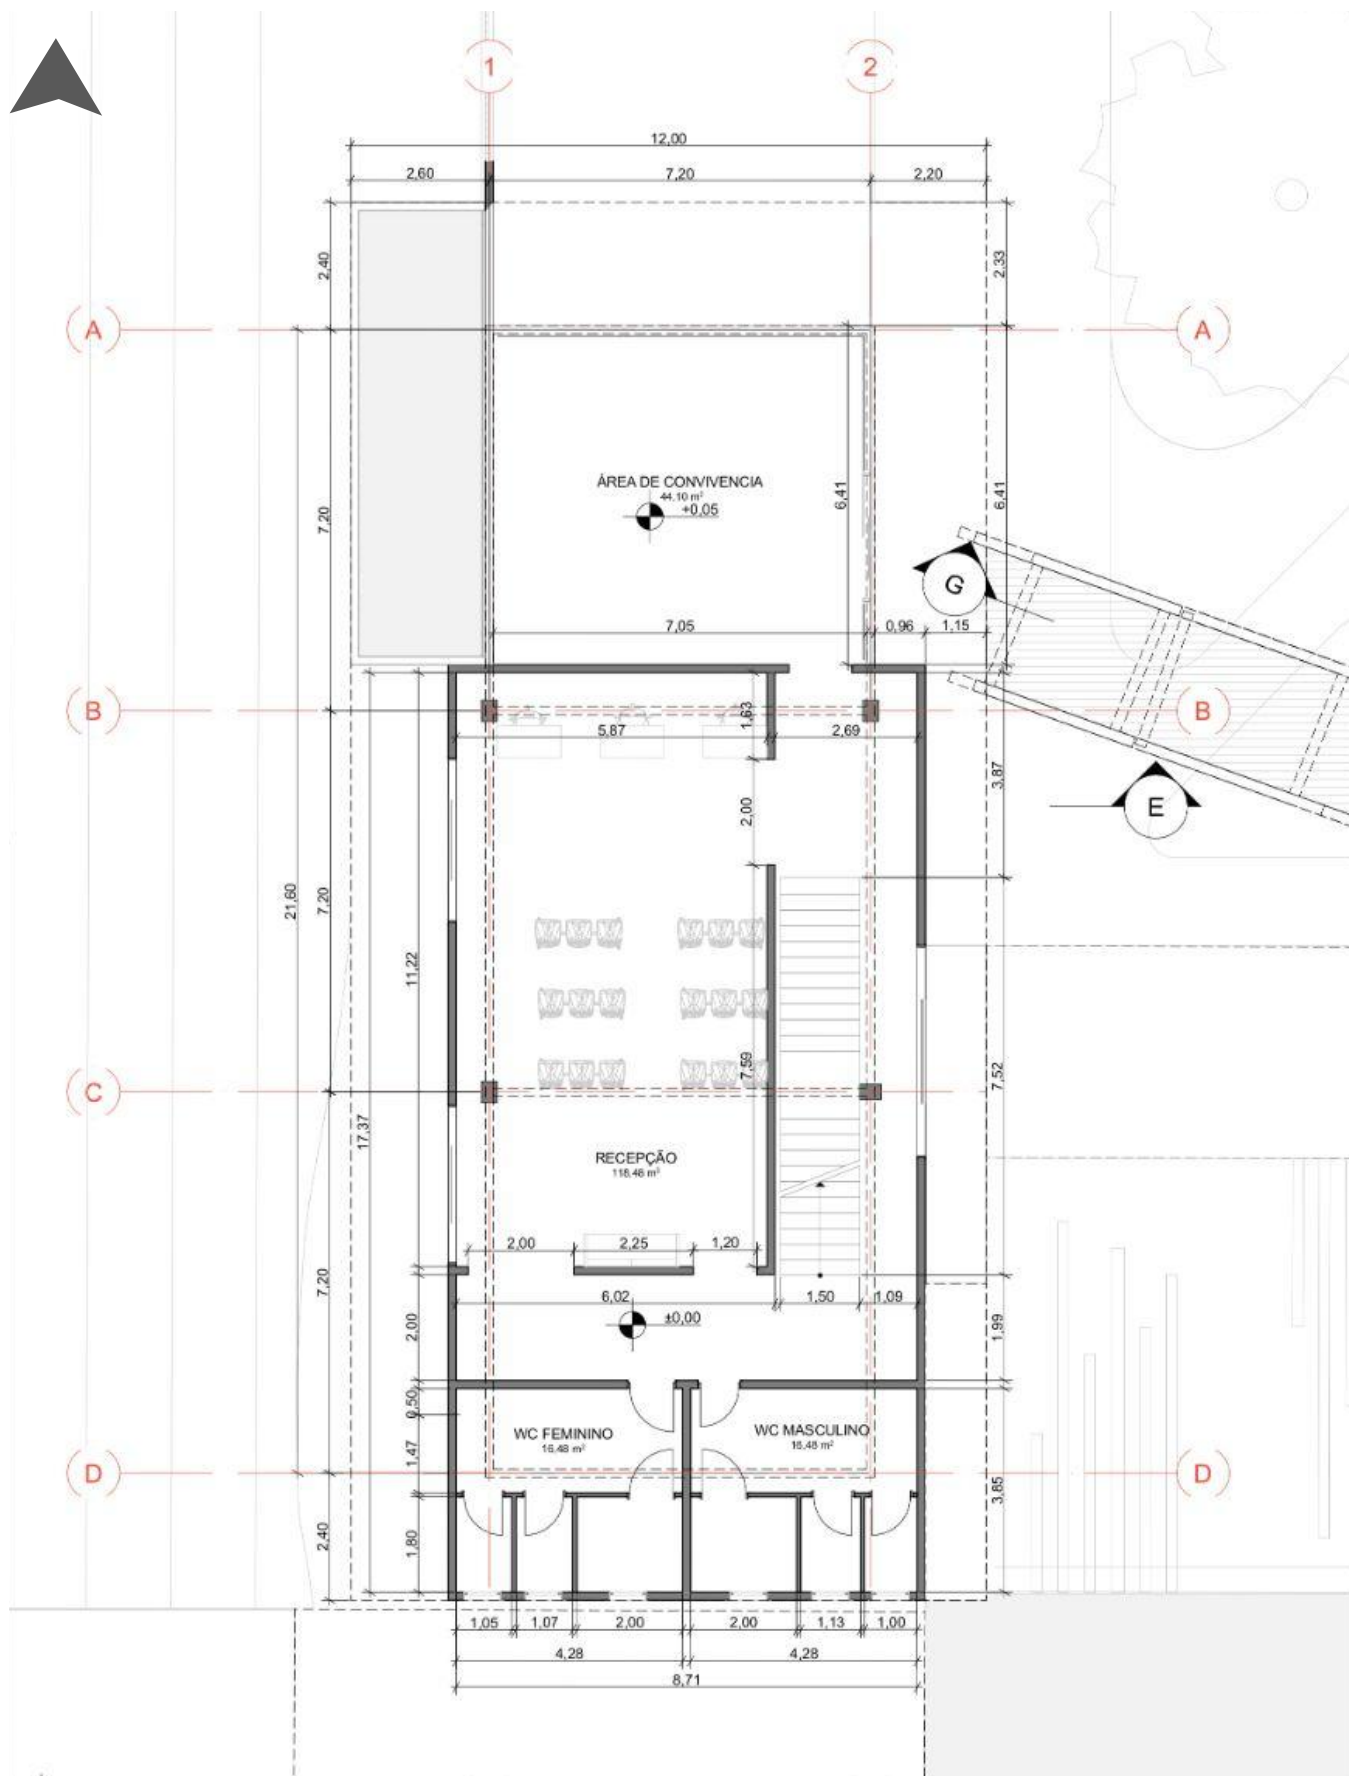 1
2
12,00
2,60
7,20
2,20
2,40
2.33
A
A
ÁREA DE CONVIVENCIA
44,10 m²
+0,05
7,20
6,41
6,41
G
7,05
0,96
1,15
B
B
5,87
1,63
2,69
3,87
2,00
E
21,60
7,20
11,22
7,59
7,52
C
C
17,37
RECEPÇÃO
118,48 m²
2,00
2,25
1,20
7,20
6,02
1,50
1,09
±0,00
2,00
1,99
0,50
WC FEMININO
16,48 m²
WC MASCULINO
16,48 m²
1,47
D
D
3,85
2,40
1,80
1,05
1,07
2,00
2,00
1,13
1,00
4,28
4,28
8,71